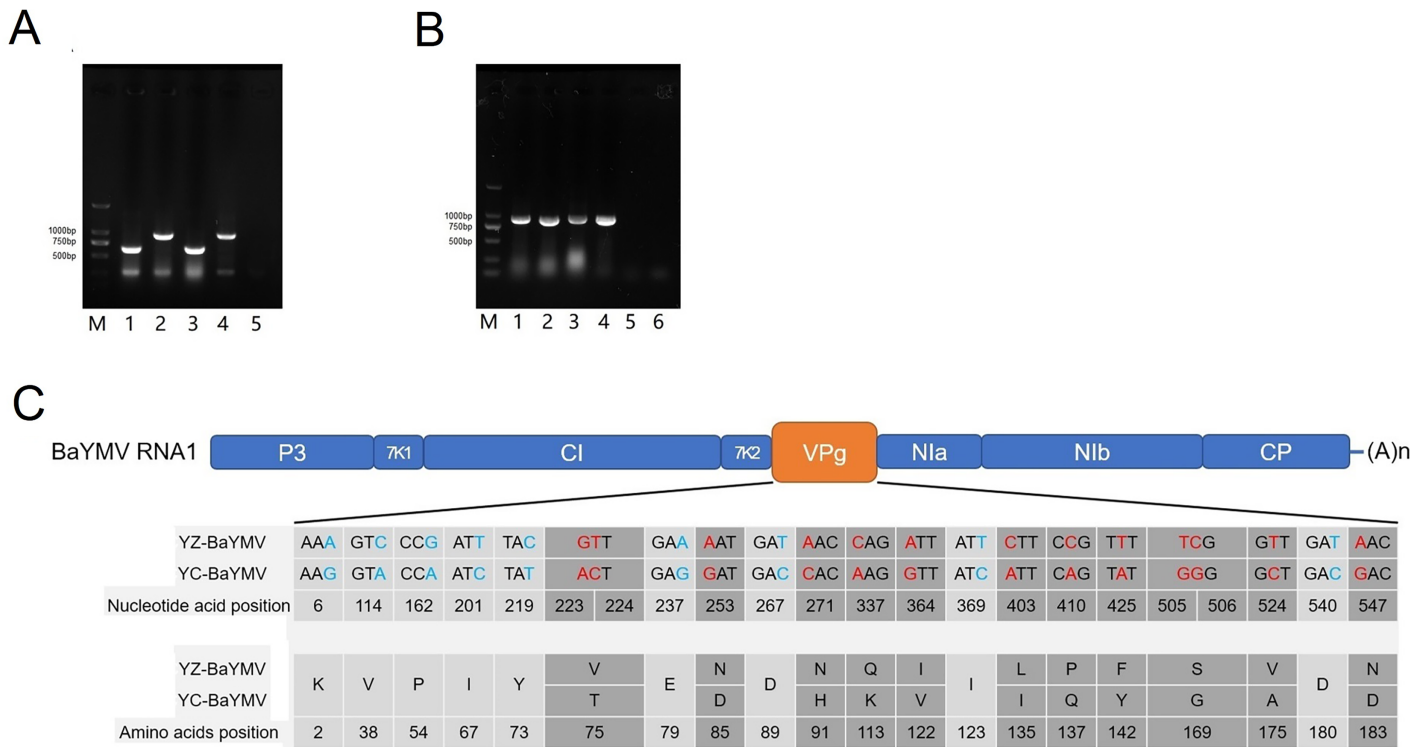 A
B
1000bp
750bp
500bp
M 1 2 3 4 5
1000bp
750bp
500bp
M 1 2 3 4 5 6
C
BaYMV RNA1 P3 7K1 CI 7K2 VPg NIa NIb CP (A)n
YZ-BaYMV AAA GTC CCG ATT TAC GTT GAA AAT GAT AAC CAG ATT ATT CTT CCG TTT TCG GTT GAT AAC
YC-BaYMV AAG GTA CCA ATC TAT ACT GAG GAT GAC CAC AAG GTT ATC ATT CAG TAT GGG GCT GAC GAC
Nucleotide acid position 6 114 162 201 219 223 224 237 253 267 271 337 364 369 403 410 425 505 506 524 540 547
YZ-BaYMV V N N Q I L P F S V N
K V P I Y E D I D
YC-BaYMV T D H K V I Q Y G A D
Amino acids position 2 38 54 67 73 75 79 85 89 91 113 122 123 135 137 142 169 175 180 183